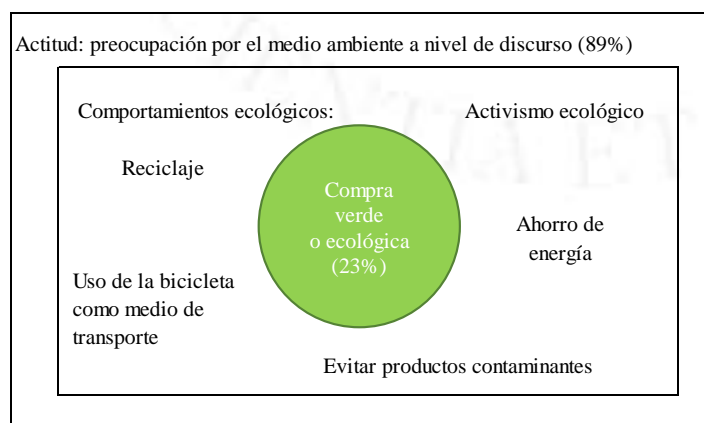 Actitud: preocupación por el medio ambiente a nivel de discurso (89%)
Comportamientos ecológicos:
Activismo ecológico
Reciclaje
Compra
verde
o ecológica
(23%)
Ahorro de
energía
Uso de la bicicleta
como medio de
transporte
Evitar productos contaminantes